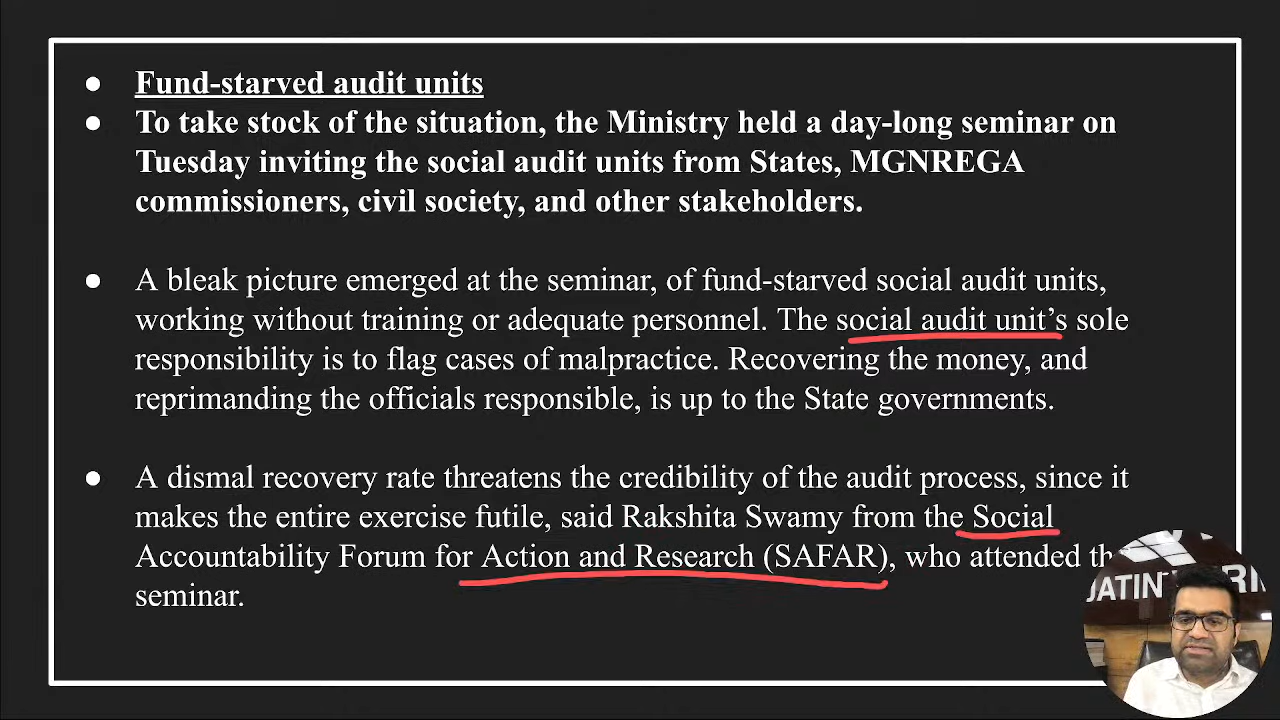 ● Fund-starved audit units
● To take stock of the situation, the Ministry held a day-long seminar on
Tuesday inviting the social audit units from States, MGNREGA
commissioners, civil society, and other stakeholders.
● A bleak picture emerged at the seminar, of fund-starved social audit units,
working without training or adequate personnel. The social audit unit’s sole
responsibility is to flag cases of malpractice. Recovering the money, and
reprimanding the officials responsible, is up to the State governments.
● A dismal recovery rate threatens the credibility of the audit process, since it
makes the entire exercise futile, said Rakshita Swamy from the Social
Accountability Forum for Action and Research (SAFAR), who attended th
seminar.
JATIN